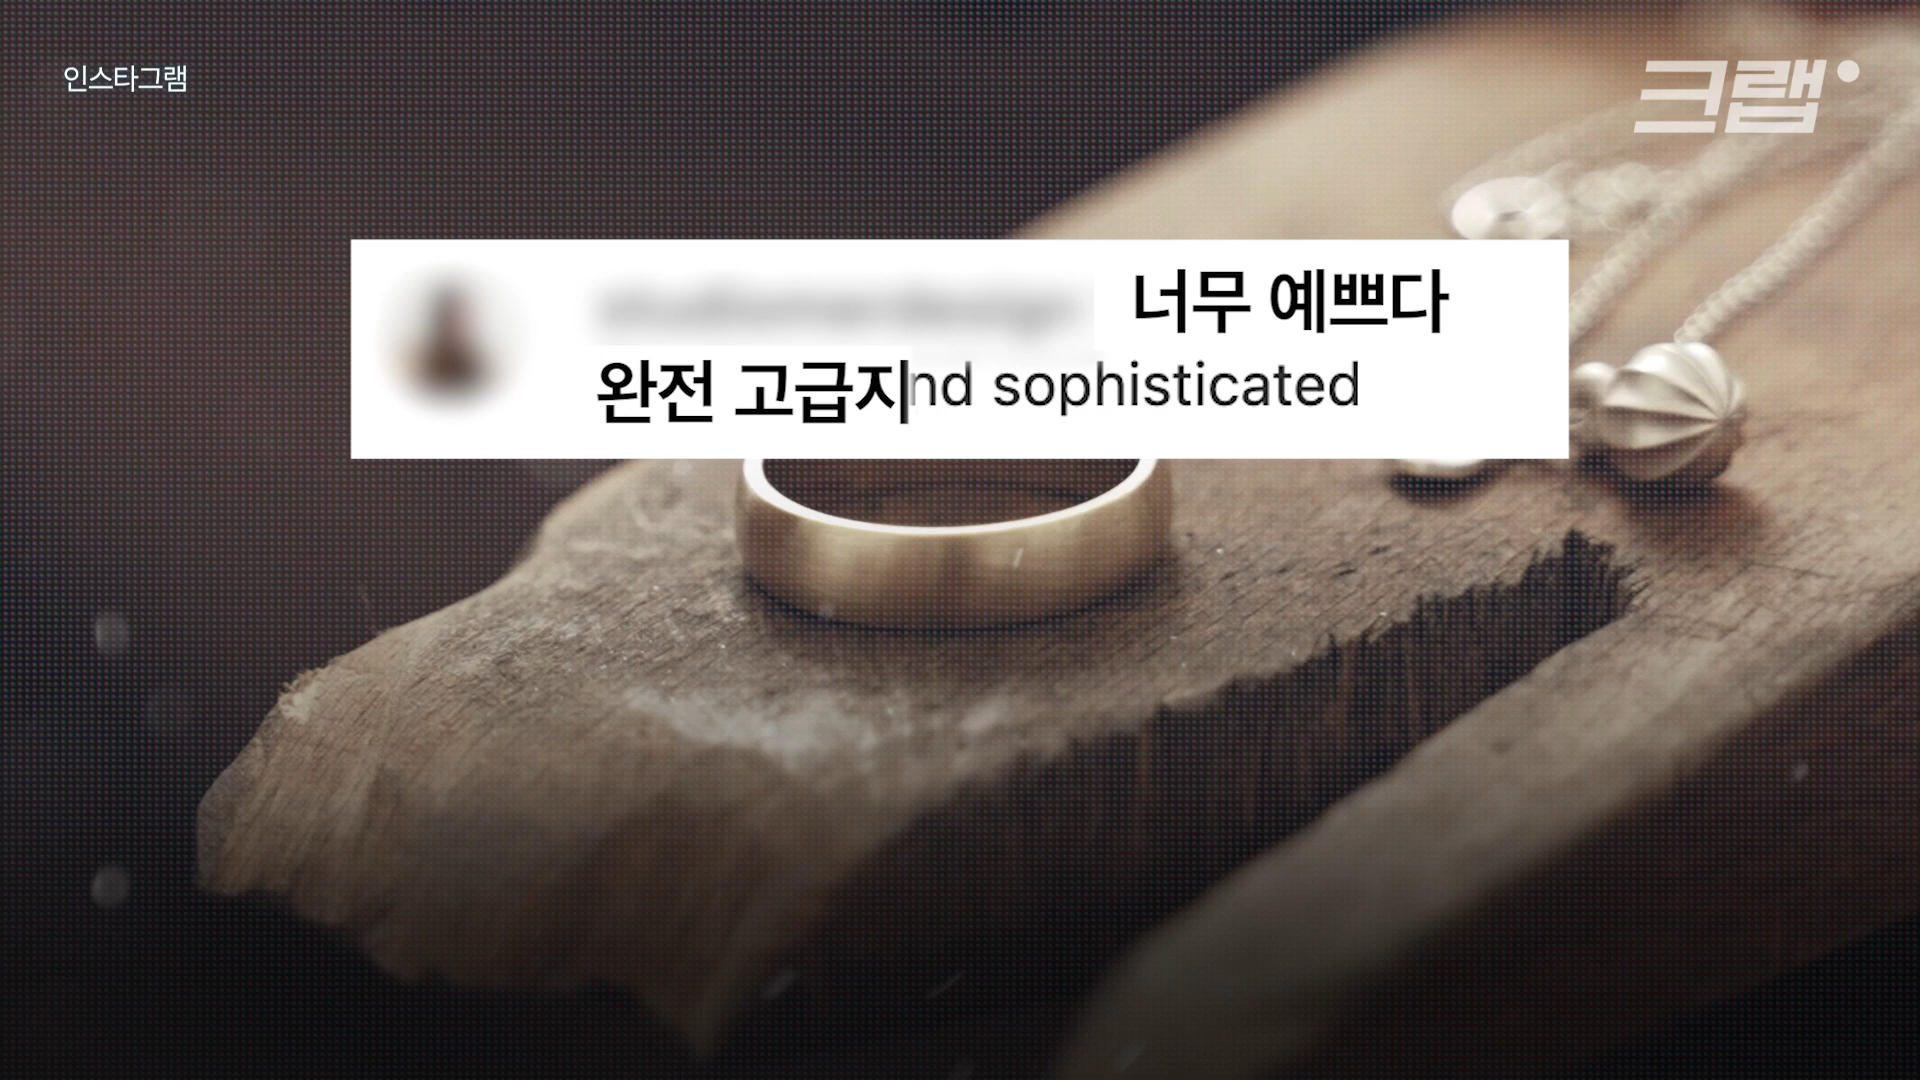 인스타그램
크랩
너무 예쁘다
완전 고급지nd sophisticated